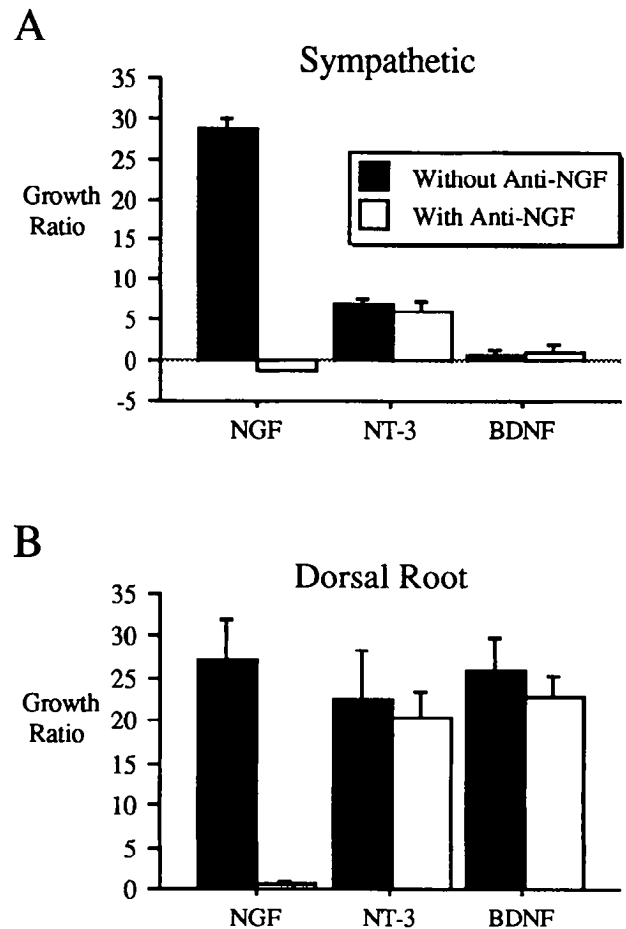 A
Sympathetic
35
30
25
20
15
10
5
0
-5
Growth
Ratio
Without Anti-NGF
With Anti-NGF
NGF NT-3 BDNF
B
Dorsal Root
35
30
25
20
15
10
5
0
Growth
Ratio
NGF NT-3 BDNF